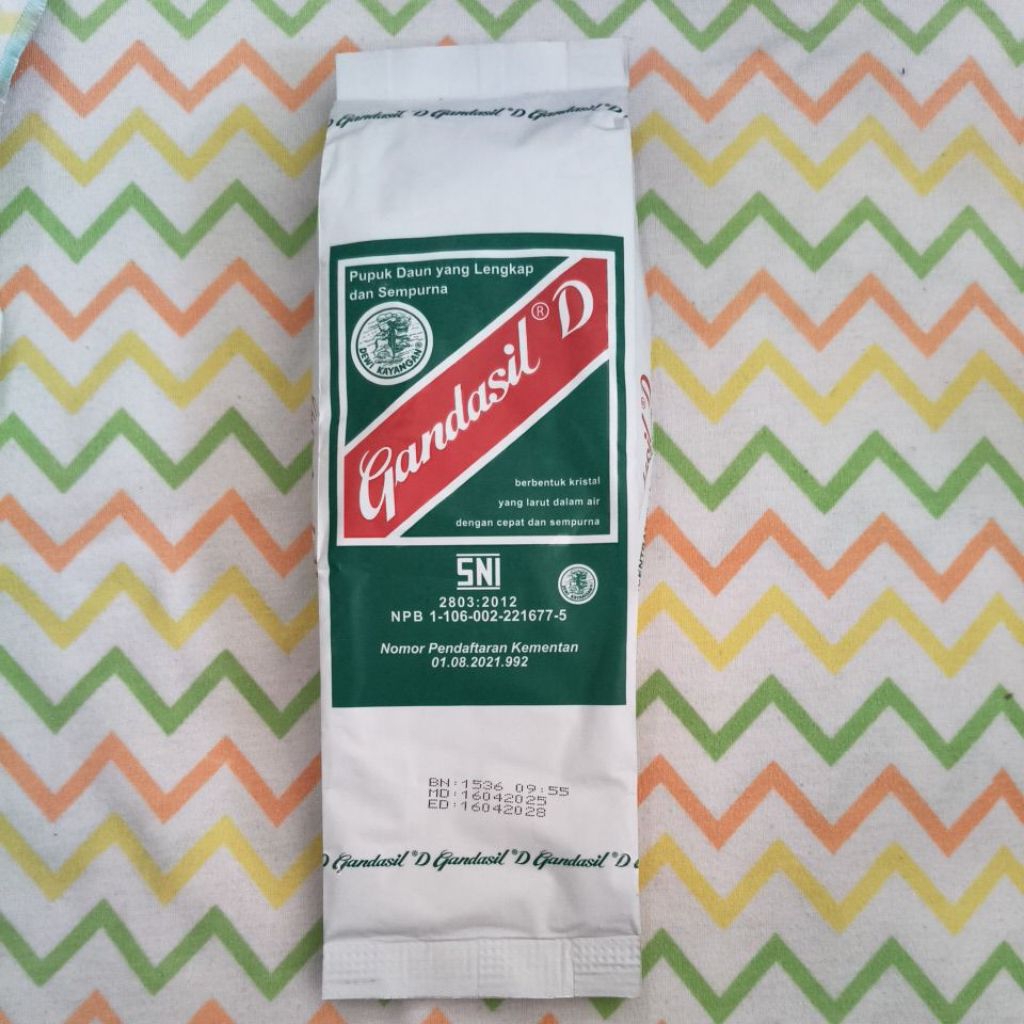 Gandasil ®D Gandasil ®D Gandasil ®D
Pupuk Daun yang Lengkap
dan Sempurna
DEWI KAYANGAN®
Gandasil® D
berbentuk kristal
yang larut dalam air
dengan cepat dan sempurna
SNI
2803:2012
NPB 1-106-002-221677-5
DEWI KAYANGAN
Nomor Pendaftaran Kementan
01.08.2021.992
BN:1536 09:55
MD:16042025
ED:16042028
D Gandasil ®D Gandasil ®D Gandasil ®D